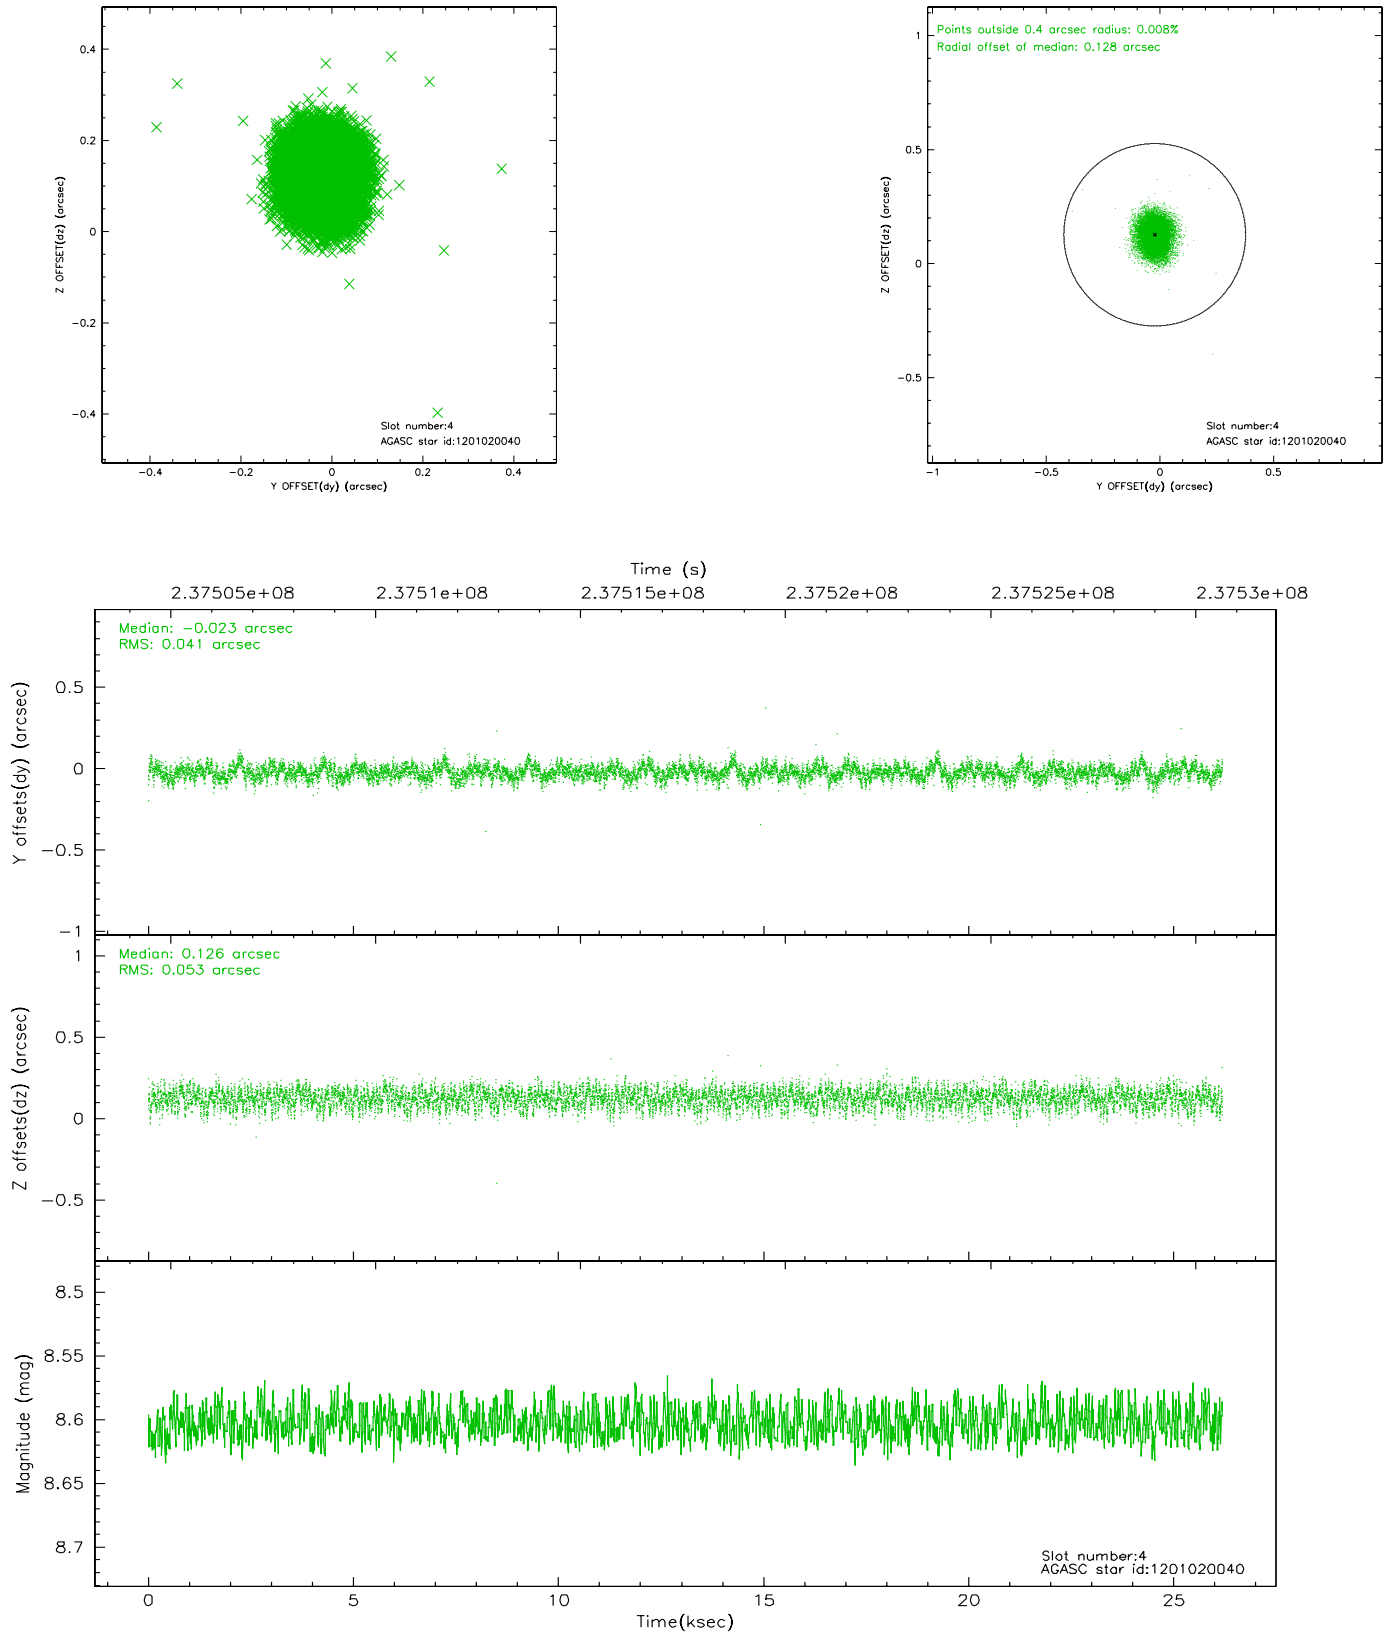 0.4
0.2
0
−0.2
−0.4
−0.4
−0.2
0
0.2
0.4
Z OFFSET(dz) (arcsec)
Y OFFSET(dy) (arcsec)
Slot number:4
AGASC star id:1201020040
Points outside 0.4 arcsec radius: 0.008%
Radial offset of median: 0.128 arcsec
1
0.5
0
−0.5
−1
−0.5
0
0.5
Z OFFSET(dz) (arcsec)
Y OFFSET(dy) (arcsec)
Slot number:4
AGASC star id:1201020040
Time (s)
2.37505e+08 2.3751e+08 2.37515e+08 2.3752e+08 2.37525e+08 2.3753e+08
Median: −0.023 arcsec
RMS: 0.041 arcsec
0.5
0
−0.5
−1
Y offsets(dy) (arcsec)
Median: 0.126 arcsec
RMS: 0.053 arcsec
1
0.5
0
−0.5
Z offsets(dz) (arcsec)
8.5
8.55
8.6
8.65
8.7
Magnitude (mag)
Slot number:4
AGASC star id:1201020040
0 5 10 15 20 25
Time(ksec)